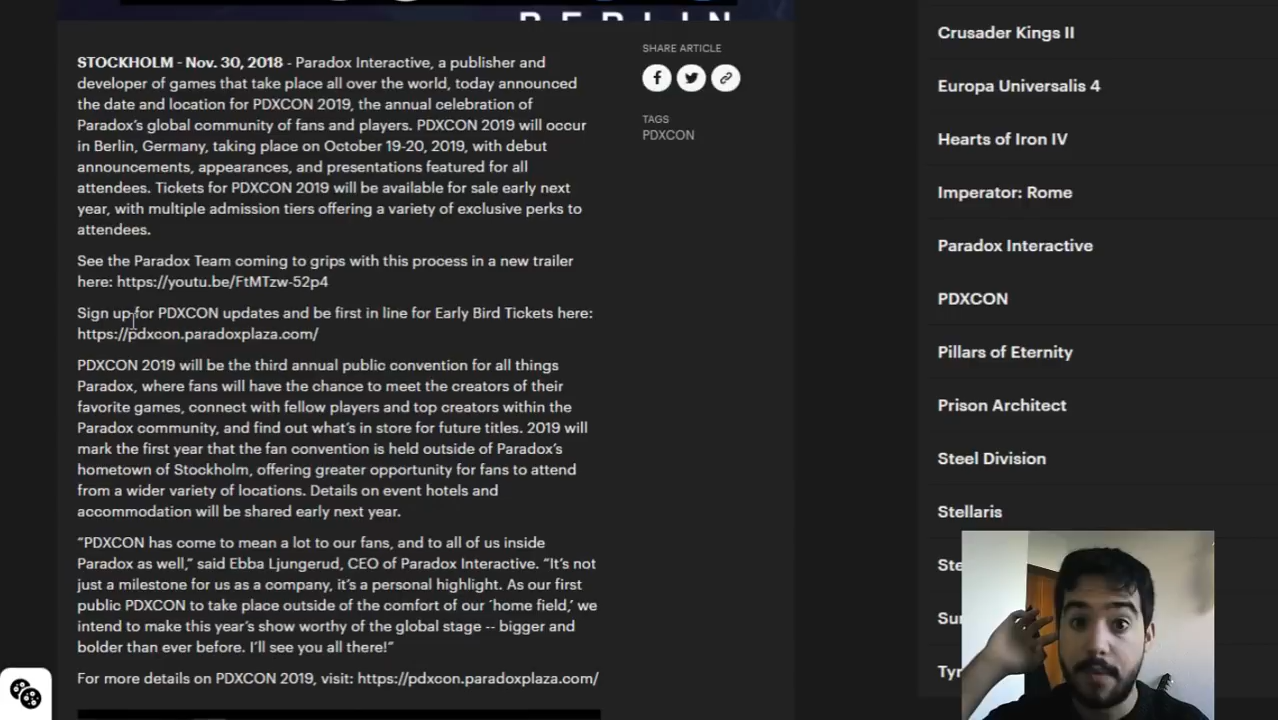 BERLIN
STOCKHOLM - Nov. 30, 2018 - Paradox Interactive, a publisher and
developer of games that take place all over the world, today announced
the date and location for PDXCON 2019, the annual celebration of
Paradox's global community of fans and players. PDXCON 2019 will occur
in Berlin, Germany, taking place on October 19-20, 2019, with debut
announcements, appearances, and presentations featured for all
attendees. Tickets for PDXCON 2019 will be available for sale early next
year, with multiple admission tiers offering a variety of exclusive perks to
attendees.
See the Paradox Team coming to grips with this process in a new trailer
here: https://youtu.be/FtMTzw-52p4
Sign up for PDXCON updates and be first in line for Early Bird Tickets here:
https://pdxcon.paradoxplaza.com/
PDXCON 2019 will be the third annual public convention for all things
Paradox, where fans will have the chance to meet the creators of their
favorite games, connect with fellow players and top creators within the
Paradox community, and find out what's in store for future titles. 2019 will
mark the first year that the fan convention is held outside of Paradox's
hometown of Stockholm, offering greater opportunity for fans to attend
from a wider variety of locations. Details on event hotels and
accommodation will be shared early next year.
"PDXCON has come to mean a lot to our fans, and to all of us inside
Paradox as well," said Ebba Ljungerud, CEO of Paradox Interactive. "It's not
just a milestone for us as a company, it's a personal highlight. As our first
public PDXCON to take place outside of the comfort of our 'home field,' we
intend to make this year's show worthy of the global stage -- bigger and
bolder than ever before. I'll see you all there!"
For more details on PDXCON 2019, visit: https://pdxcon.paradoxplaza.com/
SHARE ARTICLE
TAGS
PDXCON
Crusader Kings II
Europa Universalis 4
Hearts of Iron IV
Imperator: Rome
Paradox Interactive
PDXCON
Pillars of Eternity
Prison Architect
Steel Division
Stellaris